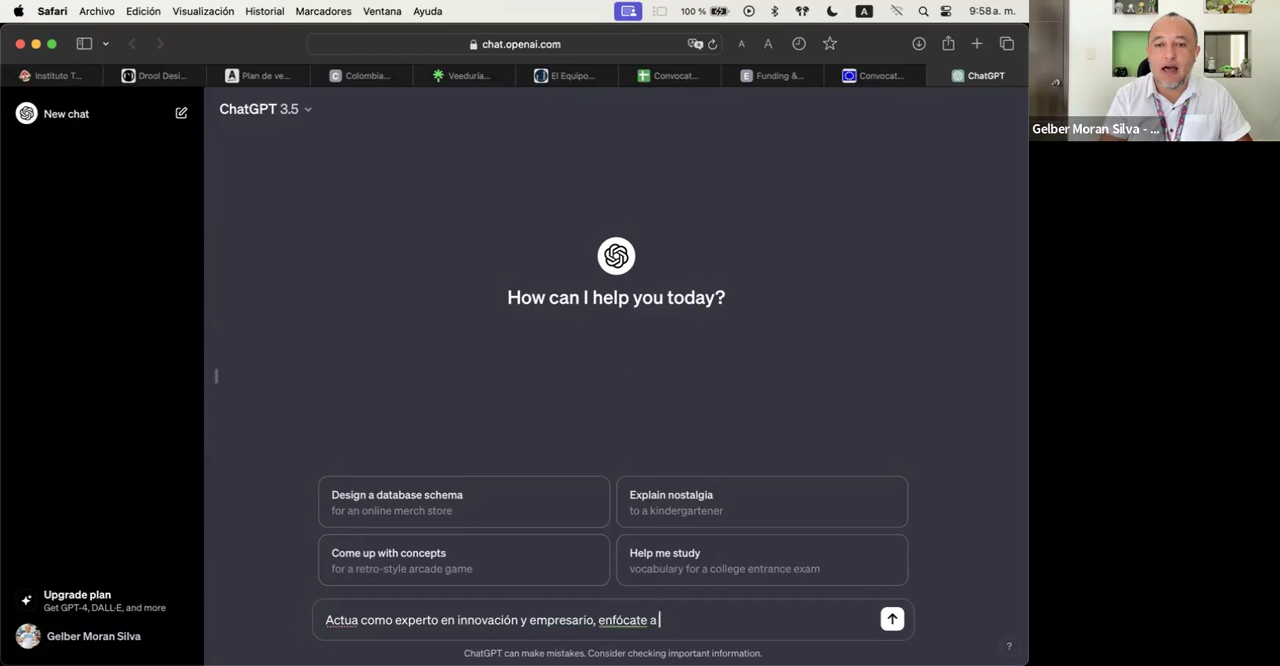 Safari Archivo Edición Visualización Historial Marcadores Ventana Ayuda 100 % A 9:58 a. m.
chat.openai.com A A
Instituto T... Drool Desi... A Plan de ve... C Colombia... Veeduría... El Equipo... Convocat... E Funding &... Convocat... ChatGPT
New chat
ChatGPT 3.5
Gelber Moran Silva - ...
How can I help you today?
Design a database schema
for an online merch store
Explain nostalgia
to a kindergartener
Come up with concepts
for a retro-style arcade game
Help me study
vocabulary for a college entrance exam
Upgrade plan
Get GPT-4, DALL·E, and more
Gelber Moran Silva
Actua como experto en innovación y empresario, enfócate a
ChatGPT can make mistakes. Consider checking important information.
?